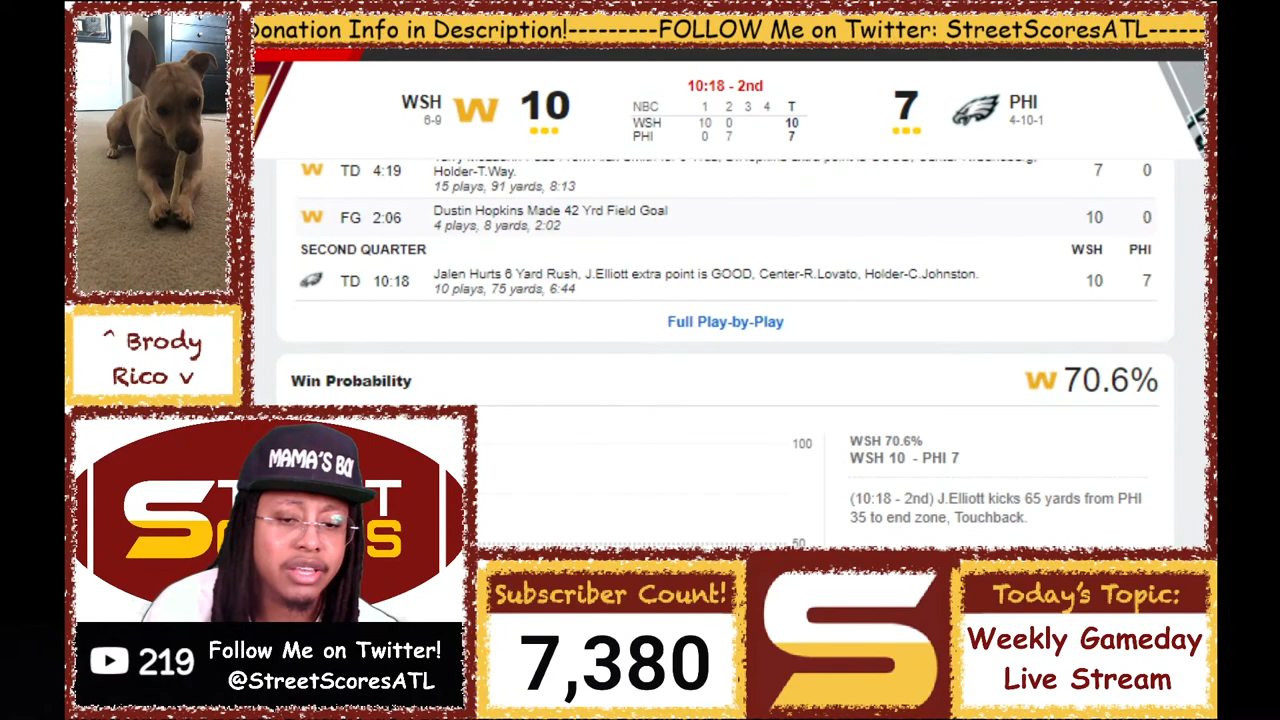 Donation Info in Description!---------FOLLOW Me on Twitter: StreetScoresATL------
10:18 - 2nd
WSH 10 7 PHI
6-9 4-10-1
NBC 1 2 3 4 T
WSH 10 0 10
PHI 0 7 7
TD 4:19 7 0
Holder-T.Way.
15 plays, 91 yards, 8:13
FG 2:06 Dustin Hopkins Made 42 Yrd Field Goal 10 0
4 plays, 8 yards, 2:02
SECOND QUARTER WSH PHI
TD 10:18 Jalen Hurts 6 Yard Rush, J.Elliott extra point is GOOD, Center-R.Lovato, Holder-C.Johnston. 10 7
10 plays, 75 yards, 6:44
Full Play-by-Play
^ Brody
Rico v
Win Probability W 70.6%
100
50
WSH 70.6%
WSH 10 - PHI 7
(10:18 - 2nd) J.Elliott kicks 65 yards from PHI
35 to end zone, Touchback.
MAMA'S BOI
219
Follow Me on Twitter!
@StreetScoresATL
Subscriber Count!
7,380
S
Today's Topic:
Weekly Gameday
Live Stream